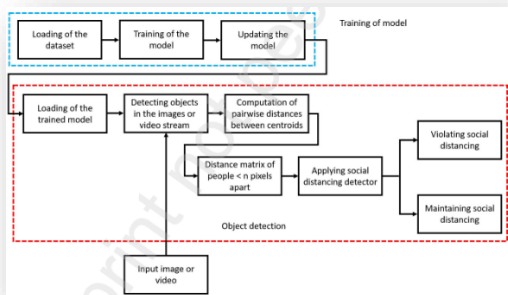 Loading of the
dataset
Training of the
model
Updating the
model
Training of model
Loading of the
trained model
Detecting objects
in the images or
video stream
Computation of
pairwise distances
between centroids
Violating social
distancing
Distance matrix of
people < n pixels
apart
Applying social
distancing detector
Maintaining social
distancing
Object detection
Input image or
video